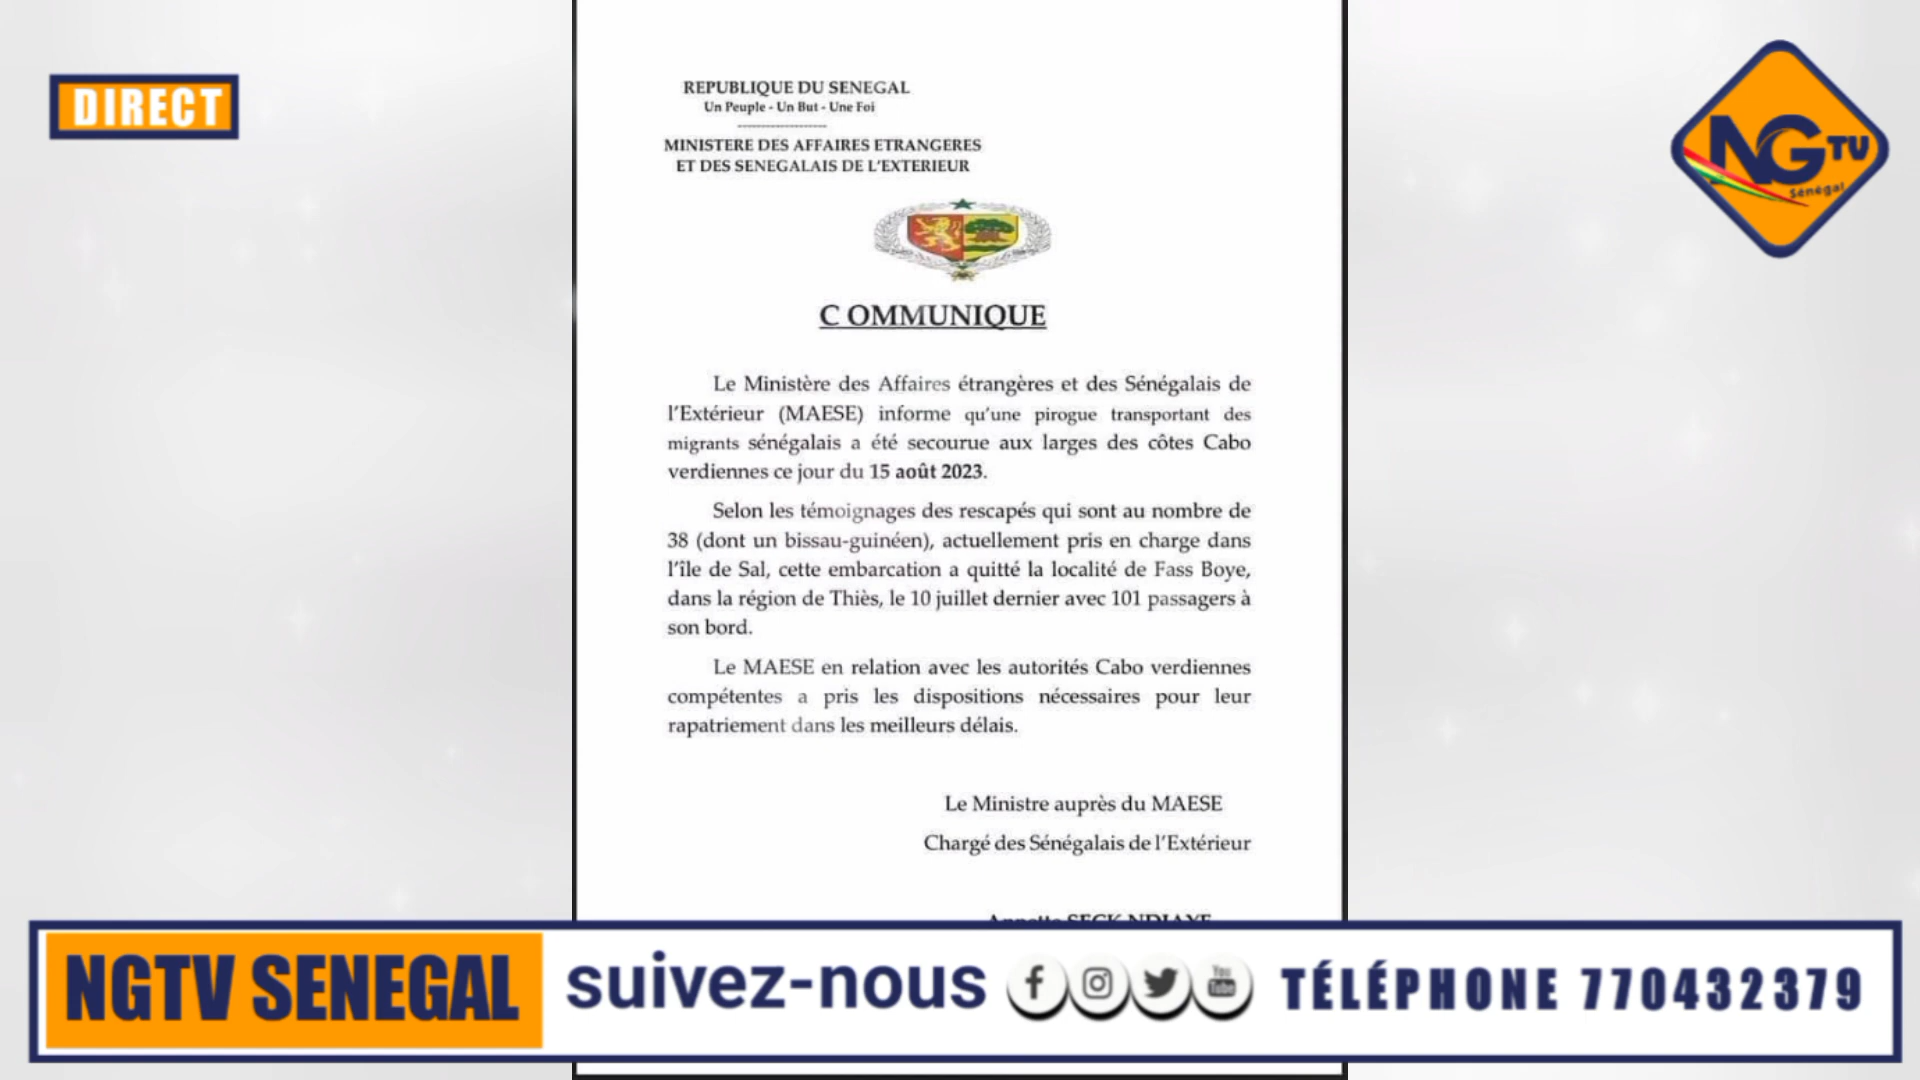 DIRECT
NG TV
Sénégal
REPUBLIQUE DU SENEGAL
Un Peuple - Un But - Une Foi
-------------------
MINISTERE DES AFFAIRES ETRANGERES
ET DES SENEGALAIS DE L'EXTERIEUR
C OMMUNIQUE
Le Ministère des Affaires étrangères et des Sénégalais de
l'Extérieur (MAESE) informe qu'une pirogue transportant des
migrants sénégalais a été secourue aux larges des côtes Cabo
verdiennes ce jour du 15 août 2023.
Selon les témoignages des rescapés qui sont au nombre de
38 (dont un bissau-guinéen), actuellement pris en charge dans
l'île de Sal, cette embarcation a quitté la localité de Fass Boye,
dans la région de Thiès, le 10 juillet dernier avec 101 passagers à
son bord.
Le MAESE en relation avec les autorités Cabo verdiennes
compétentes a pris les dispositions nécessaires pour leur
rapatriement dans les meilleurs délais.
Le Ministre auprès du MAESE
Chargé des Sénégalais de l'Extérieur
Annette SECK NDIAYE
NGTV SENEGAL suivez-nous You Tube TÉLÉPHONE 770432379